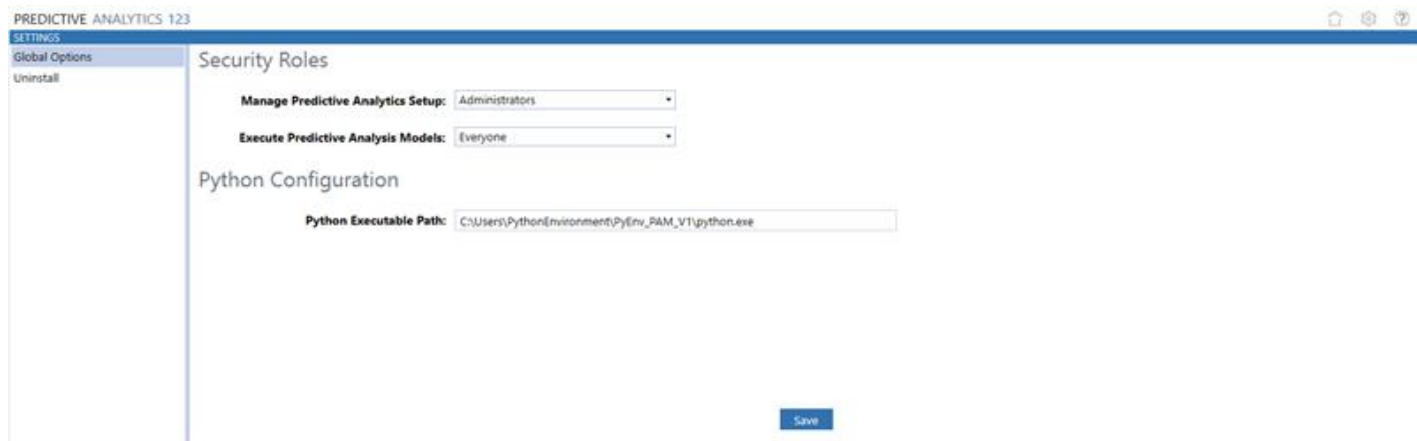 PREDICTIVE ANALYTICS 123
SETTINGS
Global Options
Uninstall
Security Roles
Manage Predictive Analytics Setup: Administrators
Execute Predictive Analysis Models: Everyone
Python Configuration
Python Executable Path: C:\Users\PythonEnvironment\PyEnv_PAM_V1\python.exe
Save